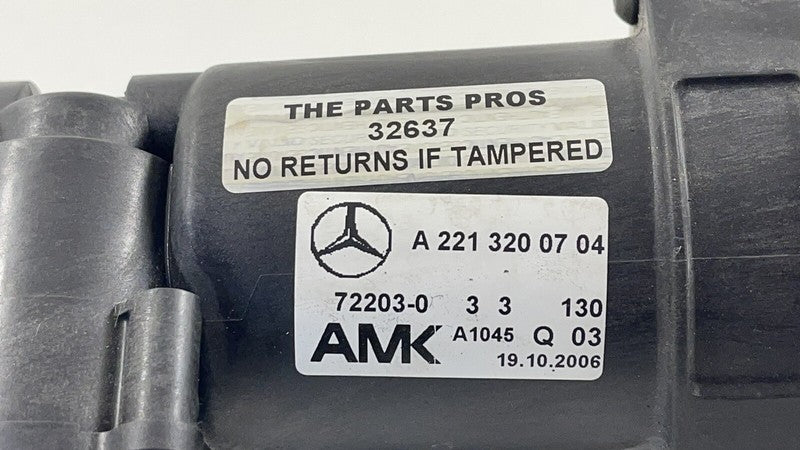 THE PARTS PROS
32637
NO RETURNS IF TAMPERED
A 221 320 07 04
72203-0 3 3 130
AMK A1045 Q 03
19.10.2006